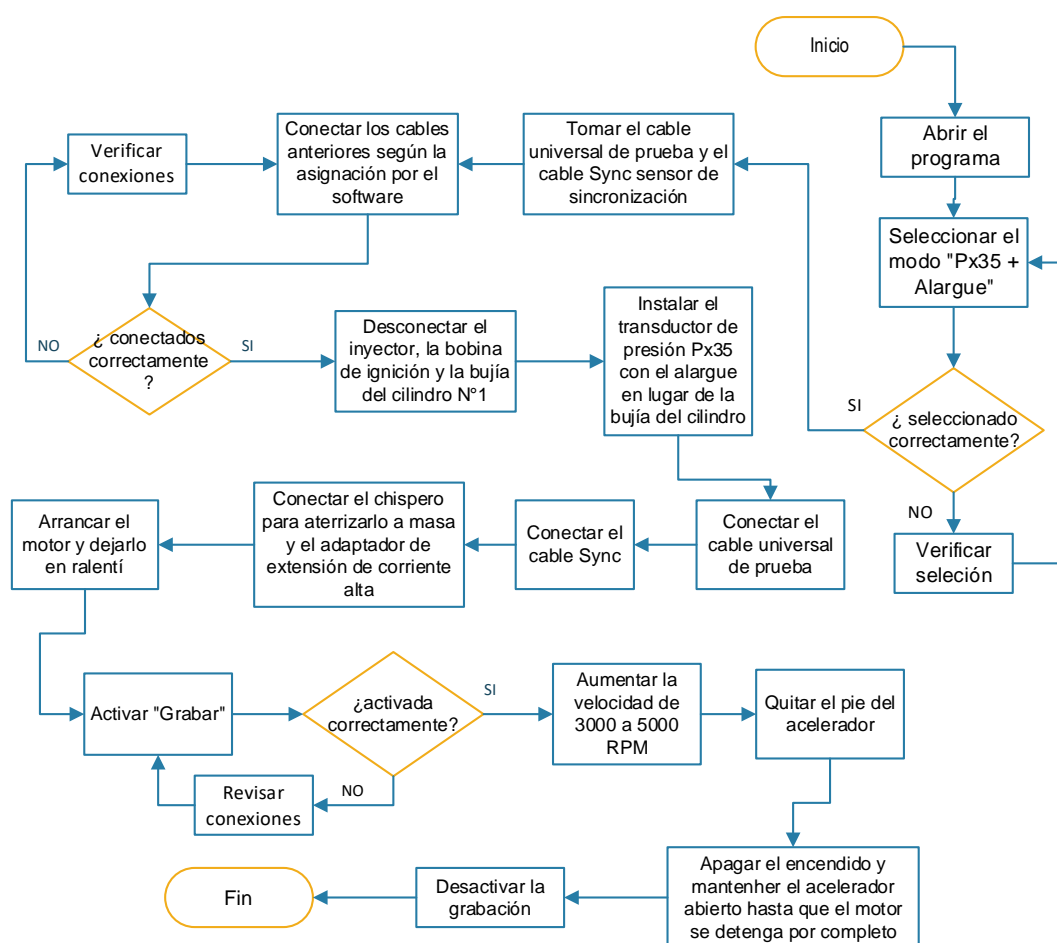 Inicio
Abrir el
programa
Seleccionar el
modo "Px35 +
Alargue"
¿ seleccionado
correctamente?
SI
NO
Verificar
seleción
Tomar el cable
universal de prueba y el
cable Sync sensor de
sincronización
Conectar los cables
anteriores según la
asignación por el
software
Verificar
conexiones
¿ conectados
correctamente
?
NO
SI
Desconectar el
inyector, la bobina
de ignición y la bujía
del cilindro N°1
Instalar el
transductor de
presión Px35
con el alargue
en lugar de la
bujía del cilindro
Conectar el
cable universal
de prueba
Conectar el
cable Sync
Conectar el chispero
para aterrizarlo a masa
y el adaptador de
extensión de corriente
alta
Arrancar el
motor y dejarlo
en ralentí
Activar "Grabar"
¿activada
correctamente?
SI
NO
Revisar
conexiones
Aumentar la
velocidad de
3000 a 5000
RPM
Quitar el pie del
acelerador
Apagar el encendido y
mantenher el acelerador
abierto hasta que el motor
se detenga por completo
Desactivar la
grabación
Fin